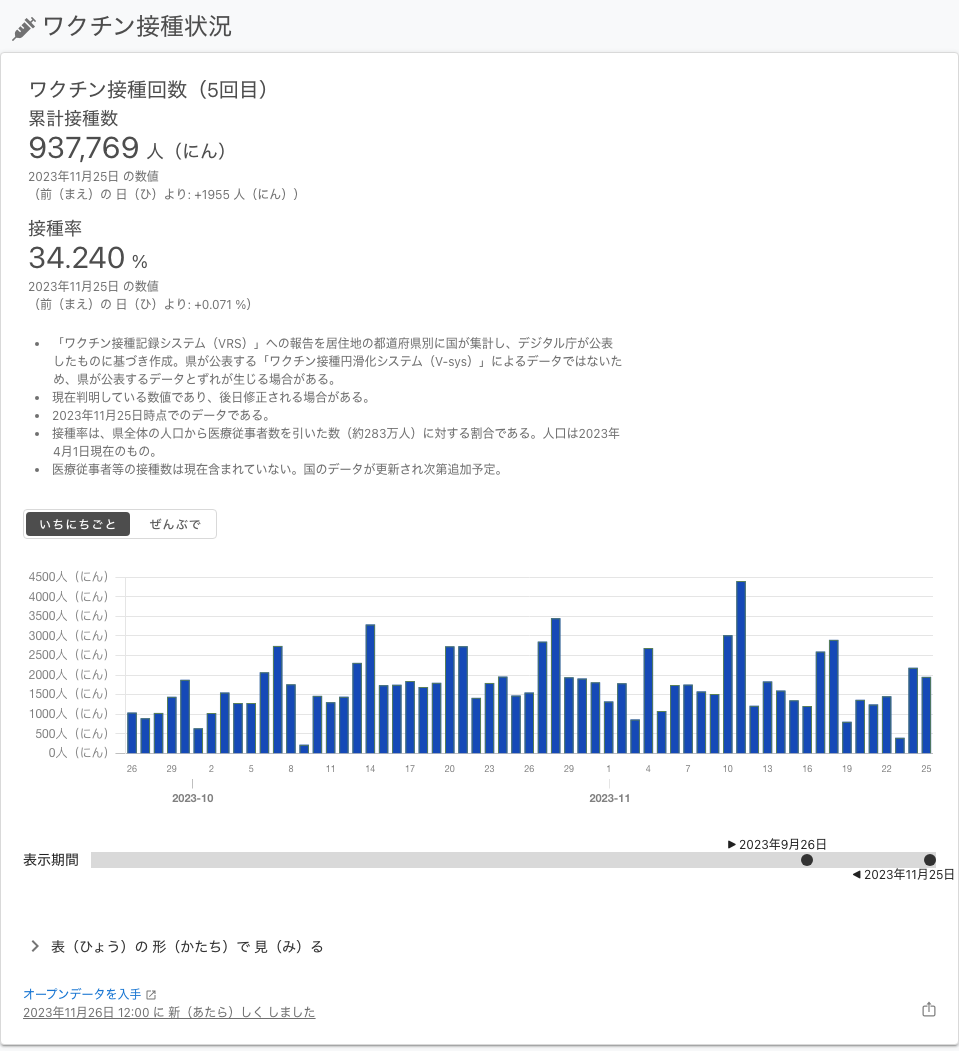 ワクチン接種状況
ワクチン接種回数（5回目）
累計接種数
937,769 人（にん）
2023年11月25日 の数値
（前（まえ）の 日（ひ）より: +1955 人（にん））
接種率
34.240 %
2023年11月25日 の数値
（前（まえ）の 日（ひ）より: +0.071 %）
• 「ワクチン接種記録システム（VRS）」への報告を居住地の都道府県別に国が集計し、デジタル庁が公表
したものに基づき作成。県が公表する「ワクチン接種円滑化システム（V-sys）」によるデータではないた
め、県が公表するデータとずれが生じる場合がある。
• 現在判明している数値であり、後日修正される場合がある。
• 2023年11月25日時点でのデータである。
• 接種率は、県全体の人口から医療従事者数を引いた数（約283万人）に対する割合である。人口は2023年
4月1日現在のもの。
• 医療従事者等の接種数は現在含まれていない。国のデータが更新され次第追加予定。
いちにちごと ぜんぶで
4500人（にん）
4000人（にん）
3500人（にん）
3000人（にん）
2500人（にん）
2000人（にん）
1500人（にん）
1000人（にん）
500人（にん）
0人（にん）
26 29 2 5 8 11 14 17 20 23 26 29 1 4 7 10 13 16 19 22 25
2023-10 2023-11
▶ 2023年9月26日
表示期間
◀ 2023年11月25日
表（ひょう）の 形（かたち）で 見（み）る
オープンデータを入手
2023年11月26日 12:00 に 新（あたら）しく しました